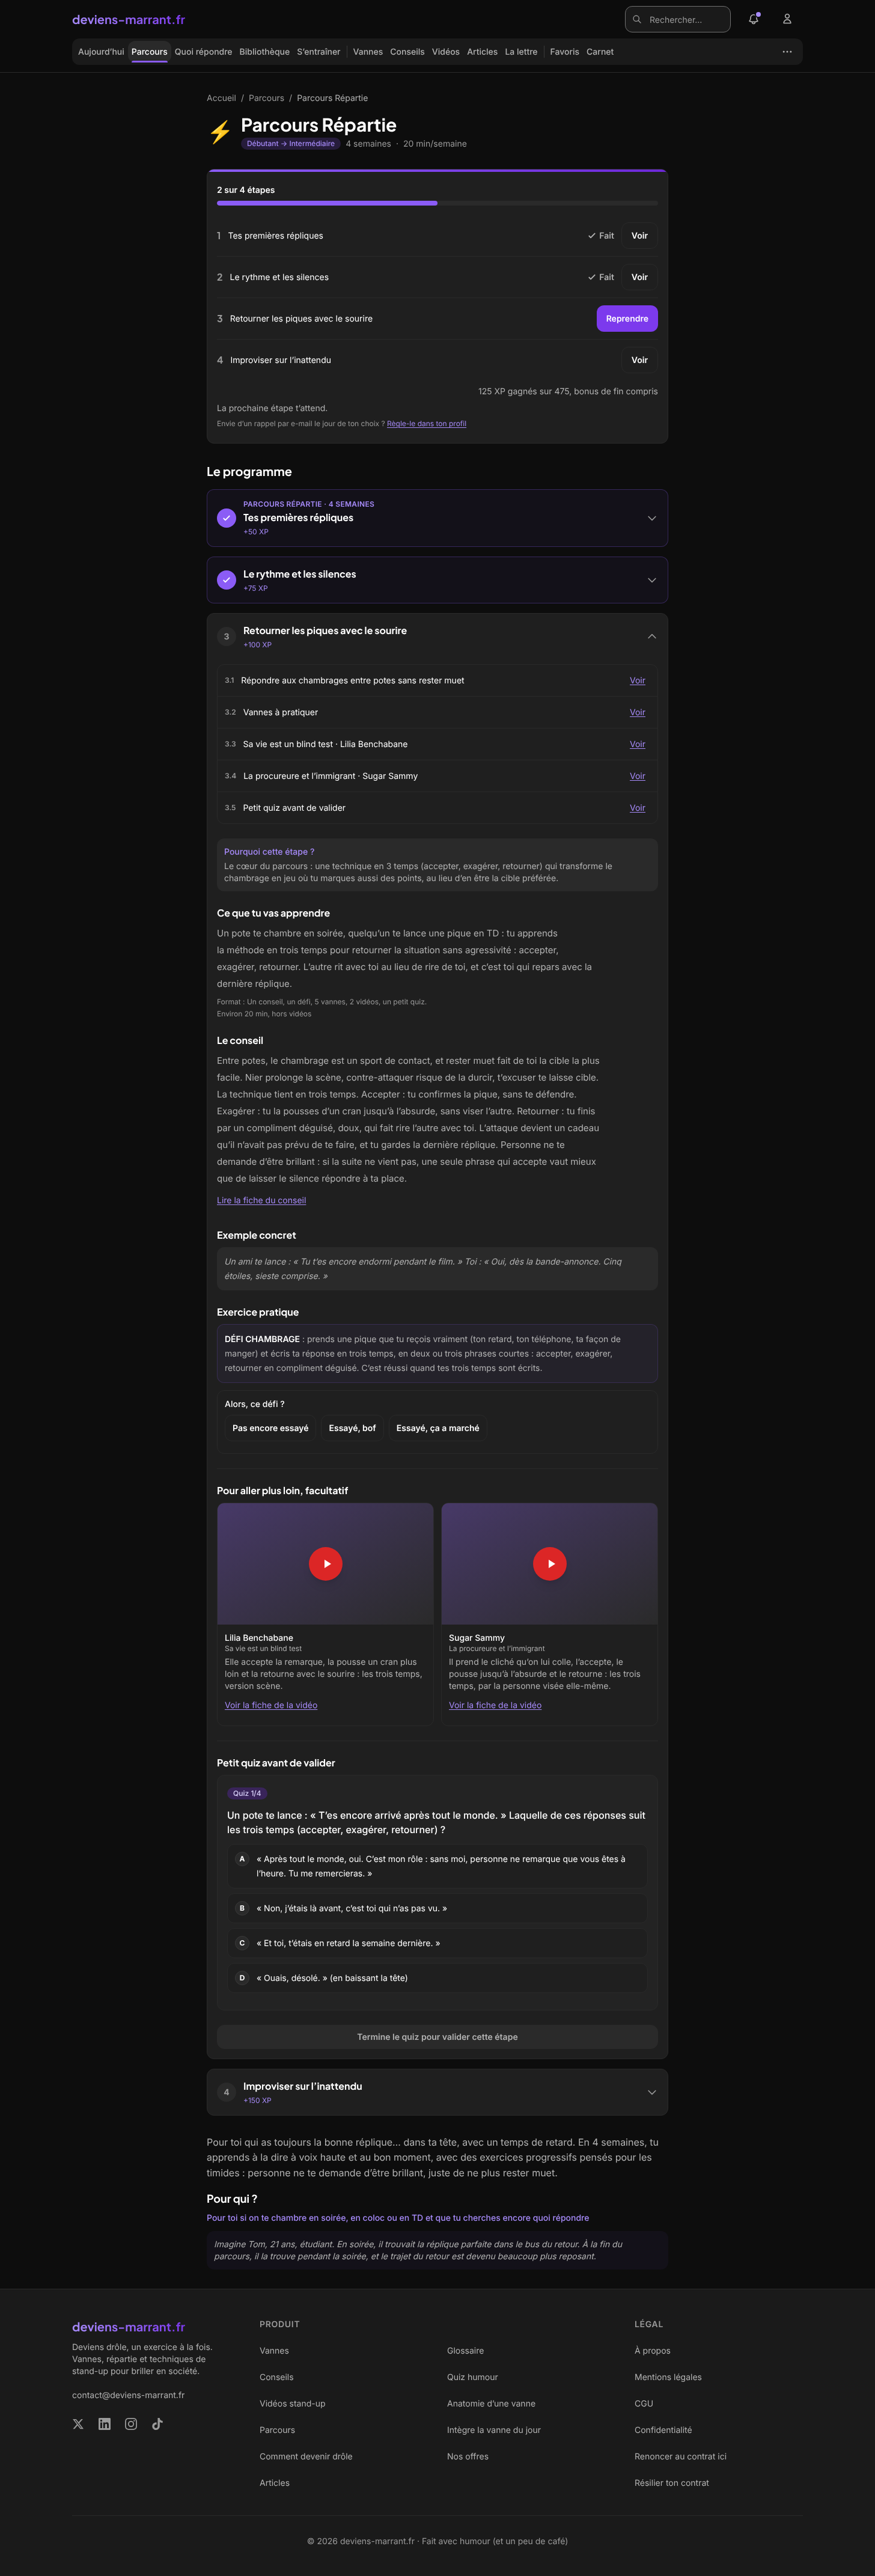 deviens-marrant.fr
Rechercher...
Aujourd’hui Parcours Quoi répondre Bibliothèque S’entraîner Vannes Conseils Vidéos Articles La lettre Favoris Carnet
Accueil / Parcours / Parcours Répartie
Parcours Répartie
Débutant → Intermédiaire 4 semaines · 20 min/semaine
2 sur 4 étapes
1 Tes premières répliques Fait Voir
2 Le rythme et les silences Fait Voir
3 Retourner les piques avec le sourire Reprendre
4 Improviser sur l’inattendu Voir
125 XP gagnés sur 475, bonus de fin compris
La prochaine étape t’attend.
Envie d’un rappel par e-mail le jour de ton choix ? Règle-le dans ton profil
Le programme
PARCOURS RÉPARTIE · 4 SEMAINES
Tes premières répliques
+50 XP
Le rythme et les silences
+75 XP
3 Retourner les piques avec le sourire
+100 XP
3.1 Répondre aux chambrages entre potes sans rester muet Voir
3.2 Vannes à pratiquer Voir
3.3 Sa vie est un blind test · Lilia Benchabane Voir
3.4 La procureure et l’immigrant · Sugar Sammy Voir
3.5 Petit quiz avant de valider Voir
Pourquoi cette étape ?
Le cœur du parcours : une technique en 3 temps (accepter, exagérer, retourner) qui transforme le
chambrage en jeu où tu marques aussi des points, au lieu d’en être la cible préférée.
Ce que tu vas apprendre
Un pote te chambre en soirée, quelqu’un te lance une pique en TD : tu apprends
la méthode en trois temps pour retourner la situation sans agressivité : accepter,
exagérer, retourner. L’autre rit avec toi au lieu de rire de toi, et c’est toi qui repars avec la
dernière réplique.
Format : Un conseil, un défi, 5 vannes, 2 vidéos, un petit quiz.
Environ 20 min, hors vidéos
Le conseil
Entre potes, le chambrage est un sport de contact, et rester muet fait de toi la cible la plus
facile. Nier prolonge la scène, contre-attaquer risque de la durcir, t’excuser te laisse cible.
La technique tient en trois temps. Accepter : tu confirmes la pique, sans te défendre.
Exagérer : tu la pousses d’un cran jusqu’à l’absurde, sans viser l’autre. Retourner : tu finis
par un compliment déguisé, doux, qui fait rire l’autre avec toi. L’attaque devient un cadeau
qu’il n’avait pas prévu de te faire, et tu gardes la dernière réplique. Personne ne te
demande d’être brillant : si la suite ne vient pas, une seule phrase qui accepte vaut mieux
que de laisser le silence répondre à ta place.
Lire la fiche du conseil
Exemple concret
Un ami te lance : « Tu t’es encore endormi pendant le film. » Toi : « Oui, dès la bande-annonce. Cinq
étoiles, sieste comprise. »
Exercice pratique
DÉFI CHAMBRAGE : prends une pique que tu reçois vraiment (ton retard, ton téléphone, ta façon de
manger) et écris ta réponse en trois temps, en deux ou trois phrases courtes : accepter, exagérer,
retourner en compliment déguisé. C’est réussi quand tes trois temps sont écrits.
Alors, ce défi ?
Pas encore essayé Essayé, bof Essayé, ça a marché
Pour aller plus loin, facultatif
Lilia Benchabane
Sa vie est un blind test
Elle accepte la remarque, la pousse un cran plus
loin et la retourne avec le sourire : les trois temps,
version scène.
Voir la fiche de la vidéo
Sugar Sammy
La procureure et l’immigrant
Il prend le cliché qu’on lui colle, l’accepte, le
pousse jusqu’à l’absurde et le retourne : les trois
temps, par la personne visée elle-même.
Voir la fiche de la vidéo
Petit quiz avant de valider
Quiz 1/4
Un pote te lance : « T’es encore arrivé après tout le monde. » Laquelle de ces réponses suit
les trois temps (accepter, exagérer, retourner) ?
A « Après tout le monde, oui. C’est mon rôle : sans moi, personne ne remarque que vous êtes à
l’heure. Tu me remercieras. »
B « Non, j’étais là avant, c’est toi qui n’as pas vu. »
C « Et toi, t’étais en retard la semaine dernière. »
D « Ouais, désolé. » (en baissant la tête)
Termine le quiz pour valider cette étape
4 Improviser sur l’inattendu
+150 XP
Pour toi qui as toujours la bonne réplique... dans ta tête, avec un temps de retard. En 4 semaines, tu
apprends à la dire à voix haute et au bon moment, avec des exercices progressifs pensés pour les
timides : personne ne te demande d’être brillant, juste de ne plus rester muet.
Pour qui ?
Pour toi si on te chambre en soirée, en coloc ou en TD et que tu cherches encore quoi répondre
Imagine Tom, 21 ans, étudiant. En soirée, il trouvait la réplique parfaite dans le bus du retour. À la fin du
parcours, il la trouve pendant la soirée, et le trajet du retour est devenu beaucoup plus reposant.
deviens-marrant.fr
Deviens drôle, un exercice à la fois.
Vannes, répartie et techniques de
stand-up pour briller en société.
contact@deviens-marrant.fr
PRODUIT
Vannes
Conseils
Vidéos stand-up
Parcours
Comment devenir drôle
Articles
Glossaire
Quiz humour
Anatomie d’une vanne
Intègre la vanne du jour
Nos offres
LÉGAL
À propos
Mentions légales
CGU
Confidentialité
Renoncer au contrat ici
Résilier ton contrat
© 2026 deviens-marrant.fr · Fait avec humour (et un peu de café)